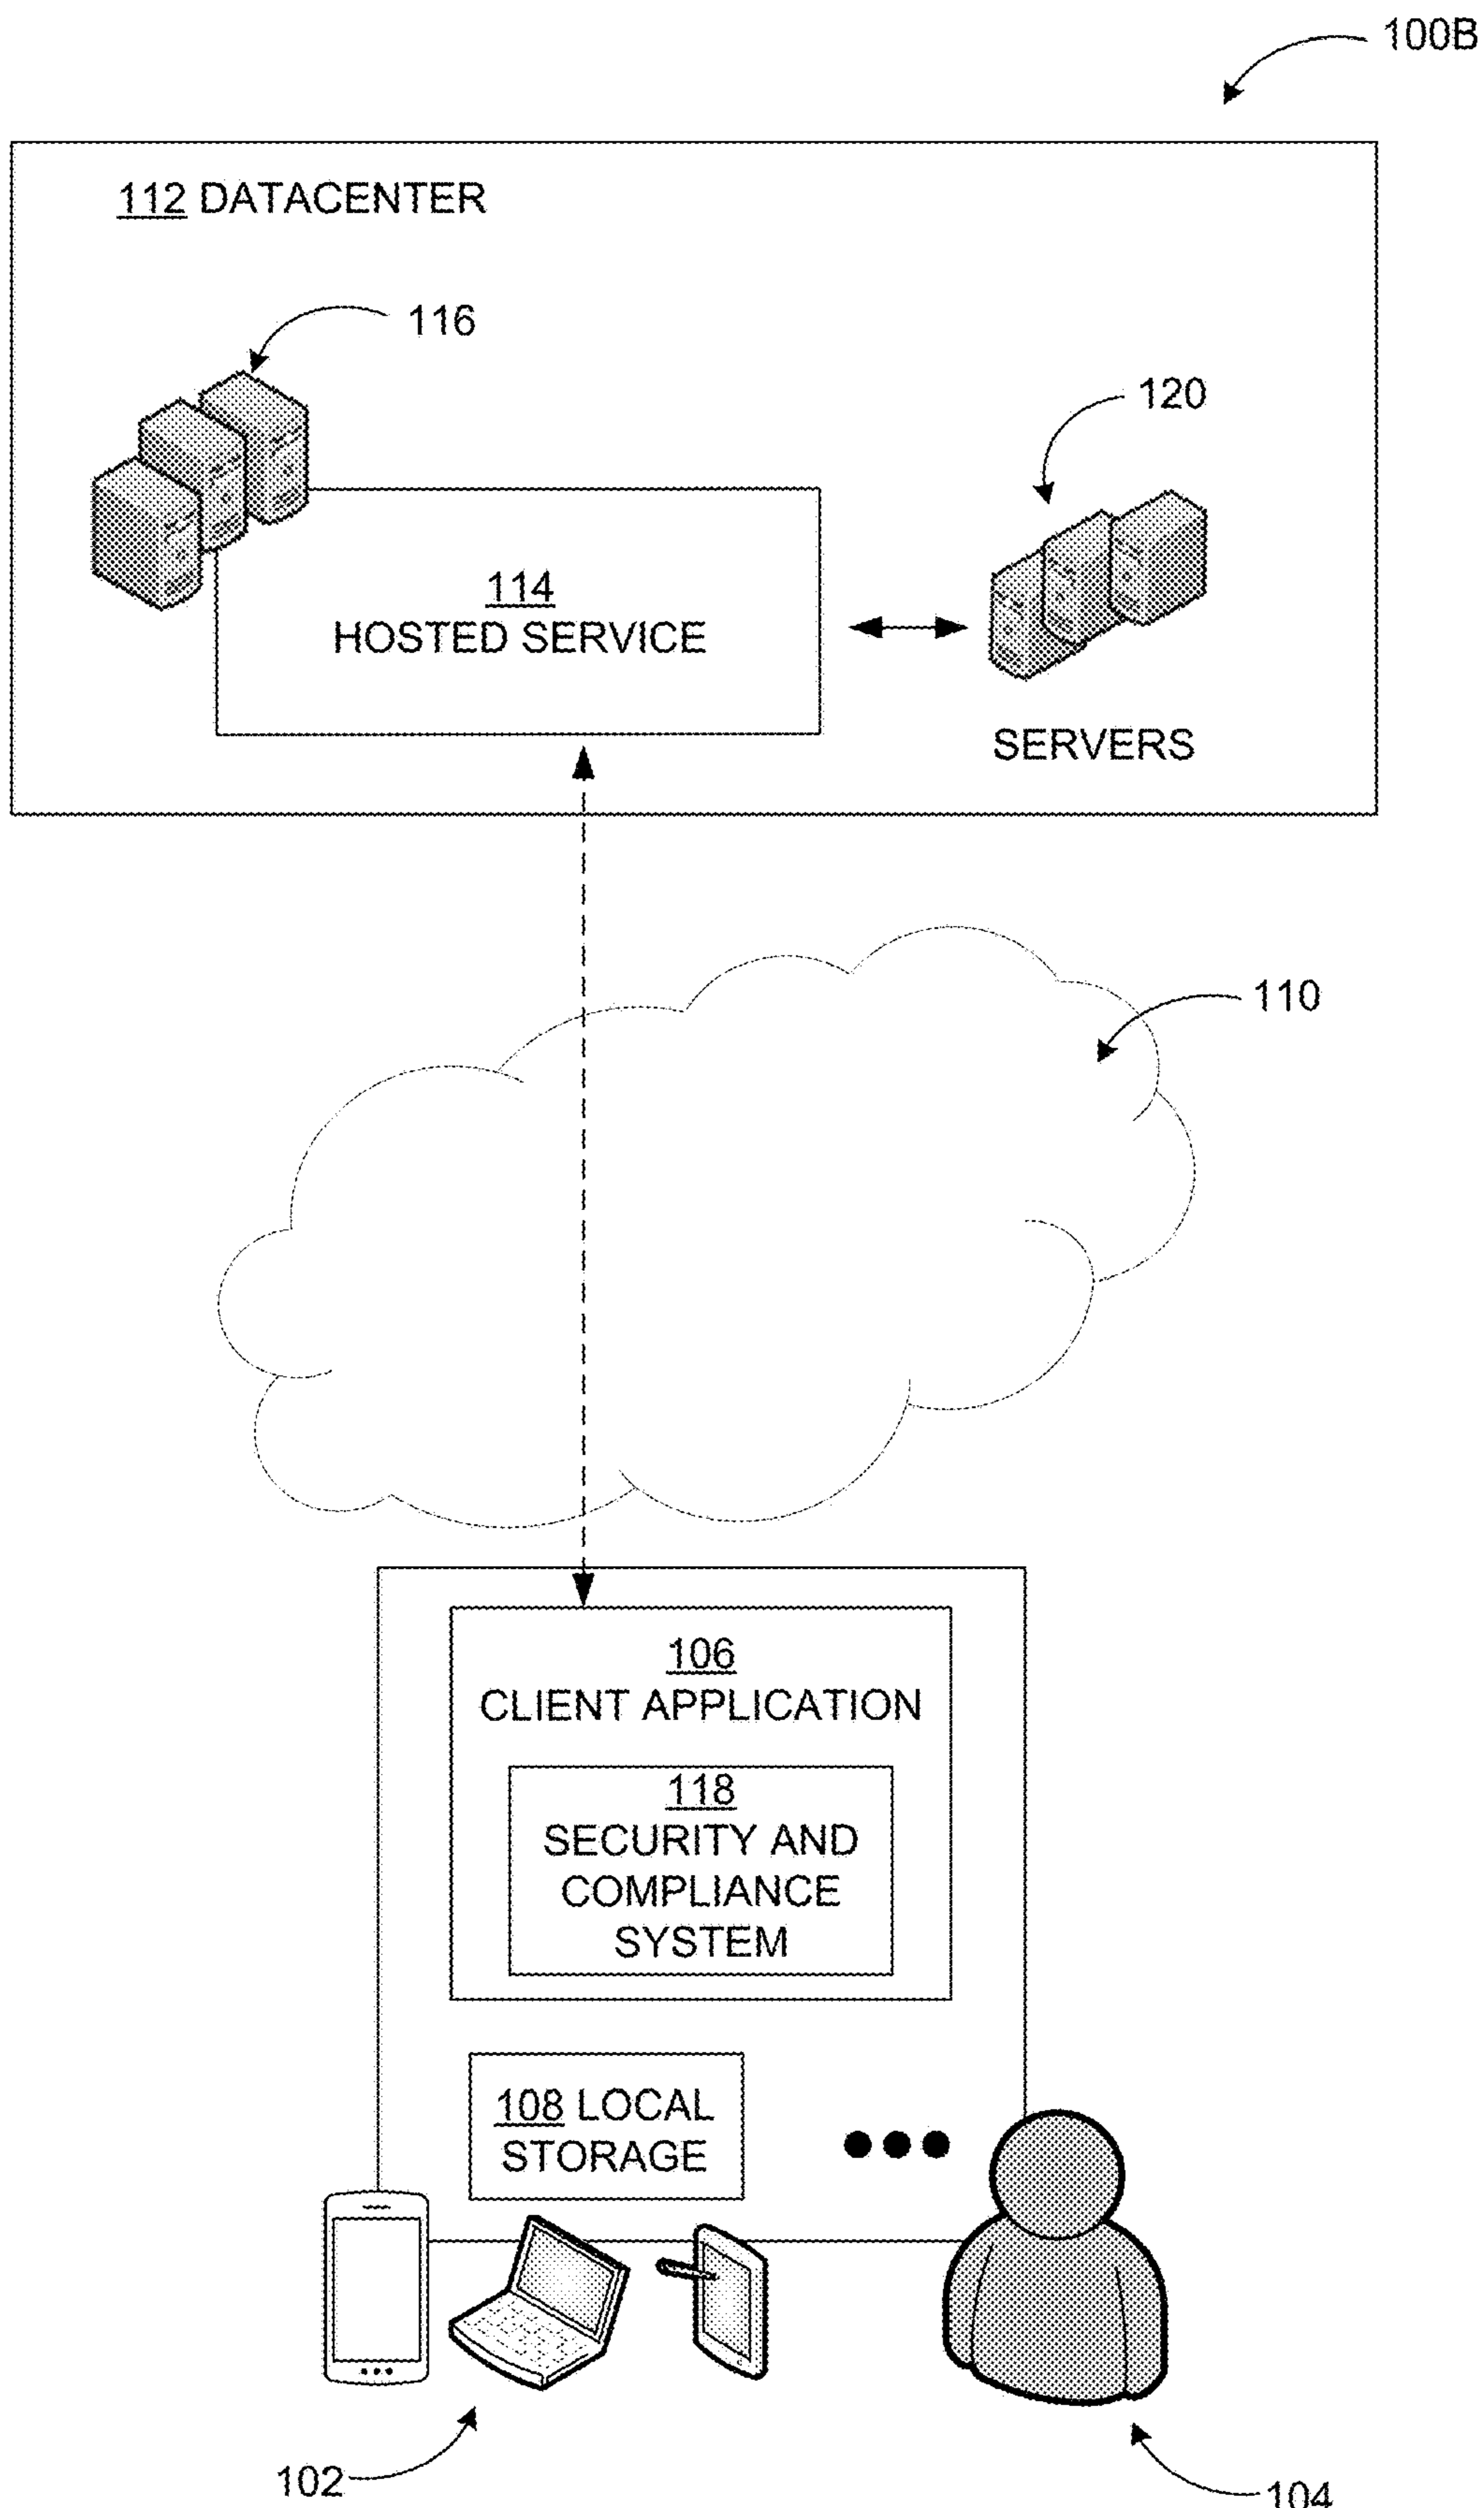 100B
112 DATACENTER
116
120
114
HOSTED SERVICE
SERVERS
110
106
CLIENT APPLICATION
118
SECURITY AND
COMPLIANCE
SYSTEM
108 LOCAL
STORAGE
102
104